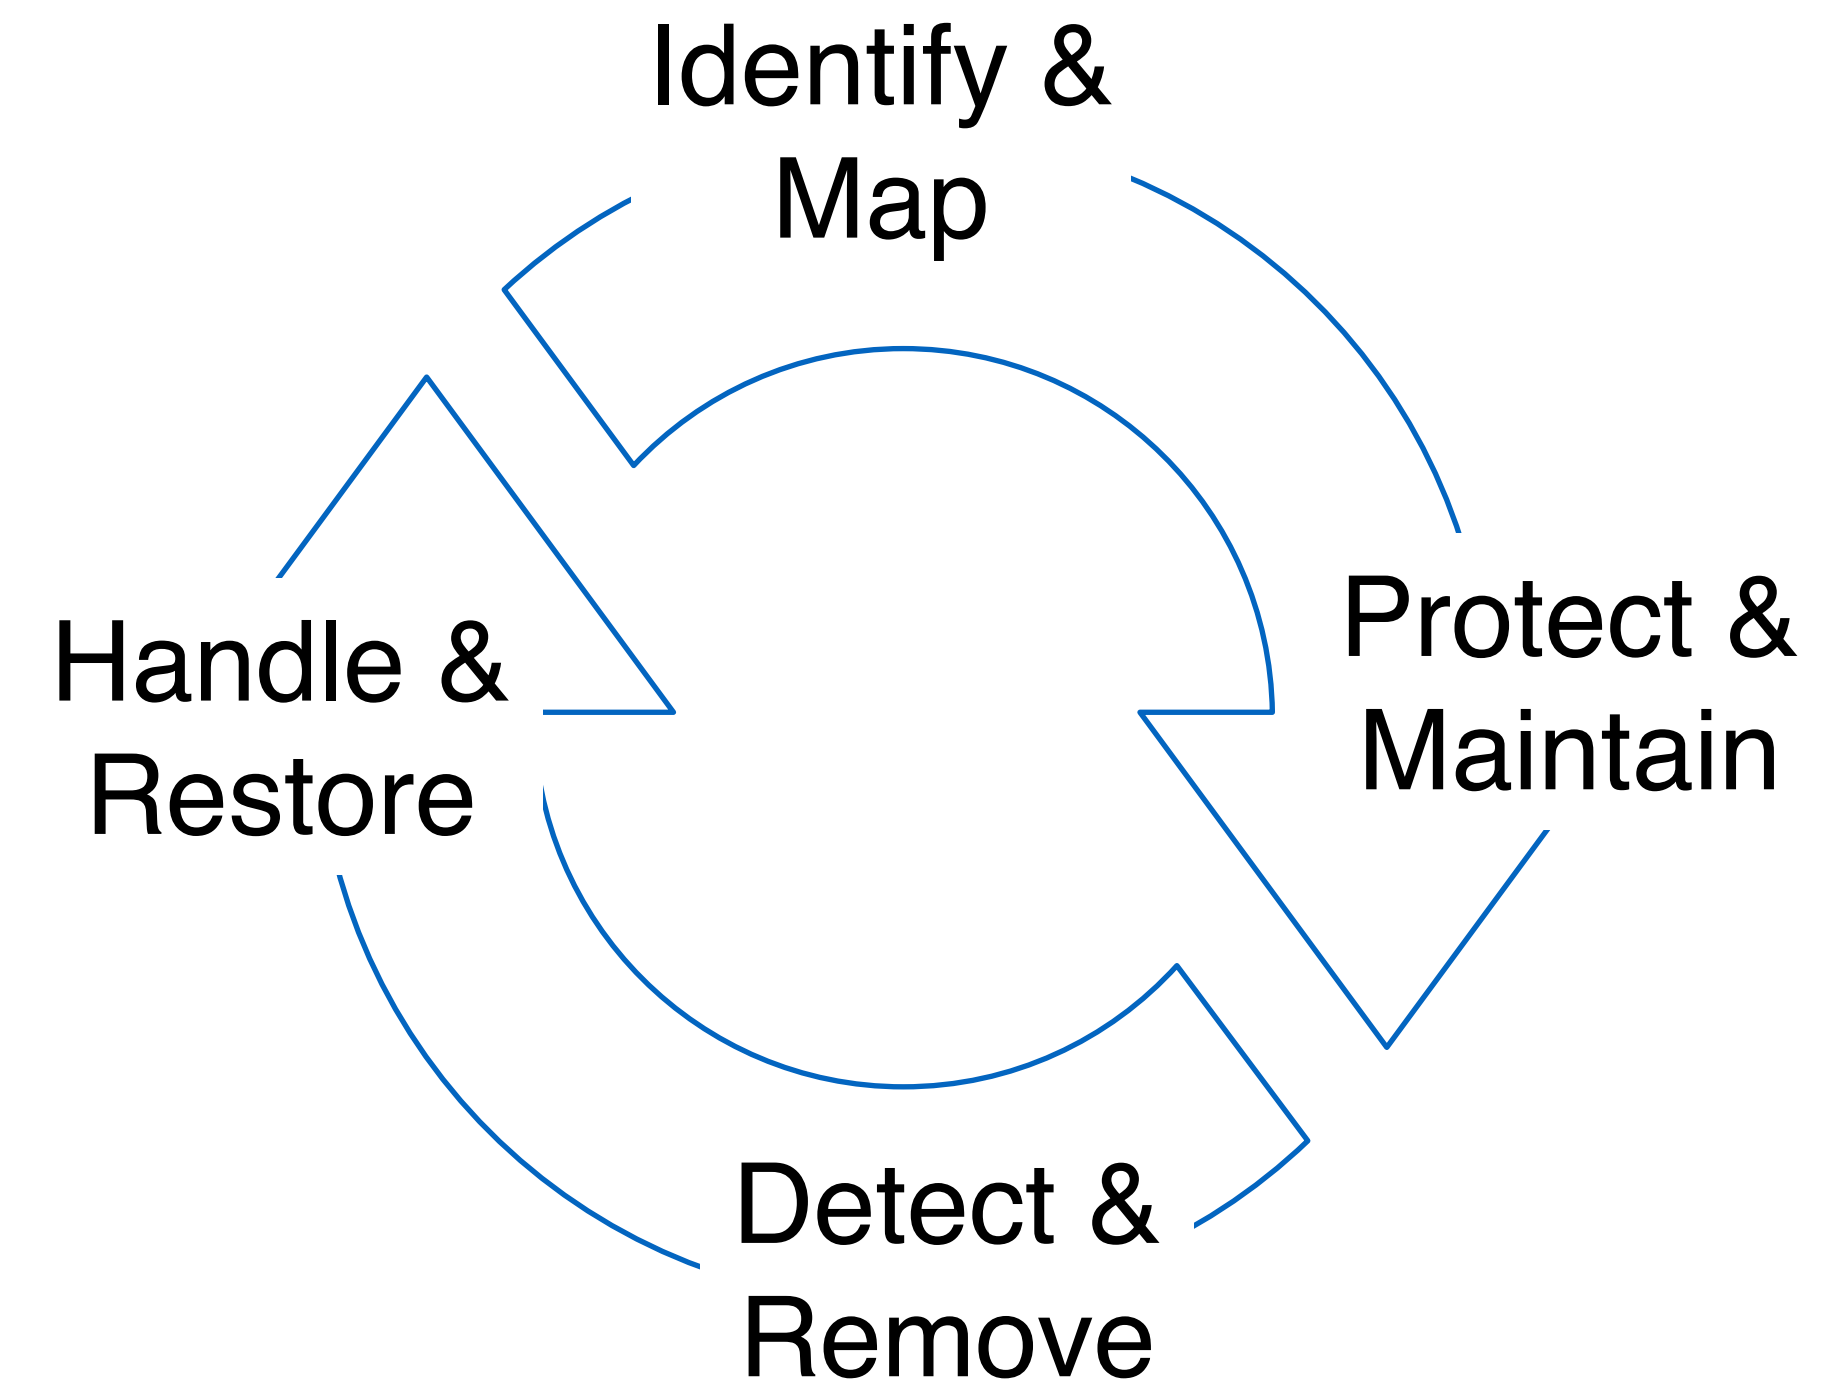 Identify &
Map
Protect &
Maintain
Handle &
Restore
Detect &
Remove